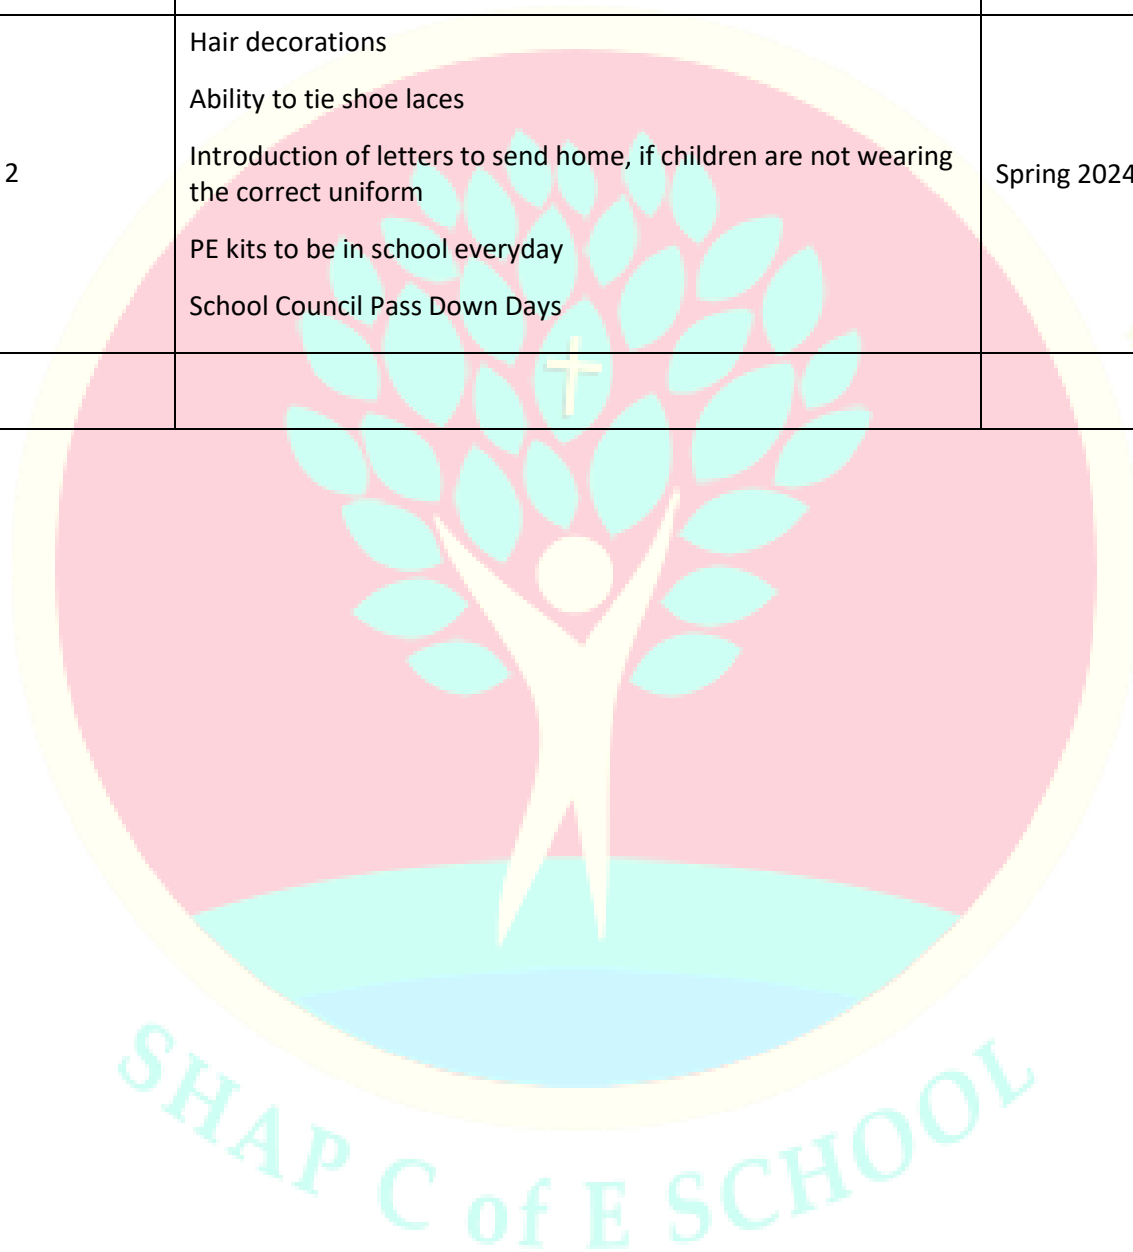 Hair decorations
Ability to tie shoe laces
2
Introduction of letters to send home, if children are not wearing
the correct uniform
Spring 2024
PE kits to be in school everyday
School Council Pass Down Days
SHAP C of E SCHOOL